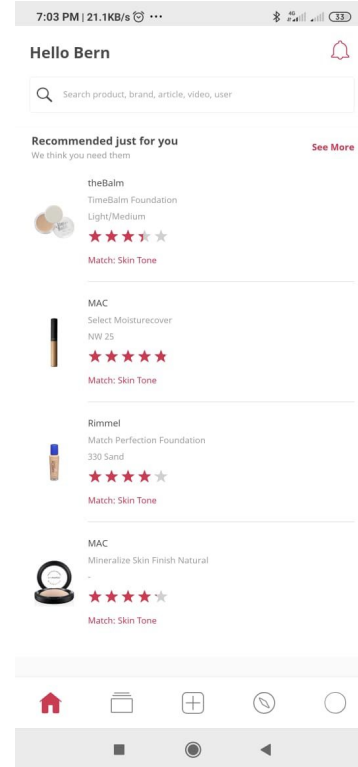 7:03 PM | 21.1KB/s ...
4G
33
Hello Bern
Search product, brand, article, video, user
Recommended just for you
See More
We think you need them
theBalm
TimeBalm Foundation
Light/Medium
Match: Skin Tone
MAC
Select Moisturecover
NW 25
Match: Skin Tone
Rimmel
Match Perfection Foundation
330 Sand
Match: Skin Tone
MAC
Mineralize Skin Finish Natural
-
Match: Skin Tone